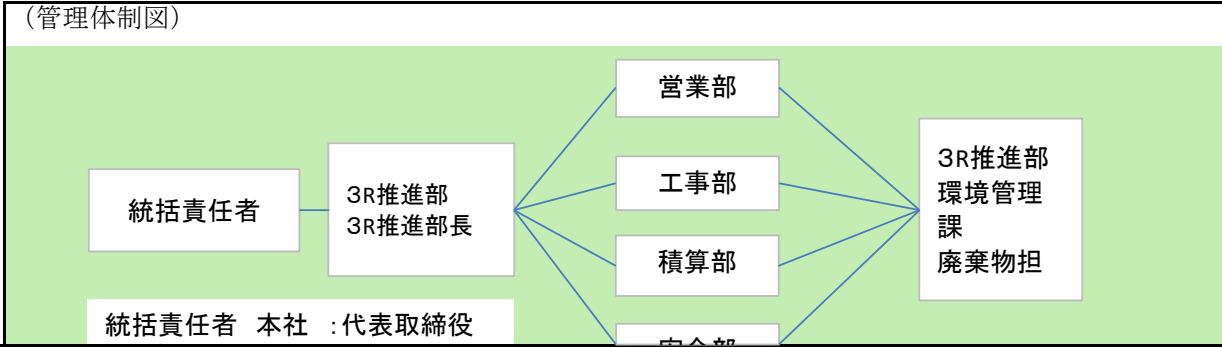 （管理体制図）
営業部
工事部
積算部
統括責任者
３R推進部
３R推進部長
３R推進部
環境管理
課
廃棄物担
統括責任者　本社　：代表取締役